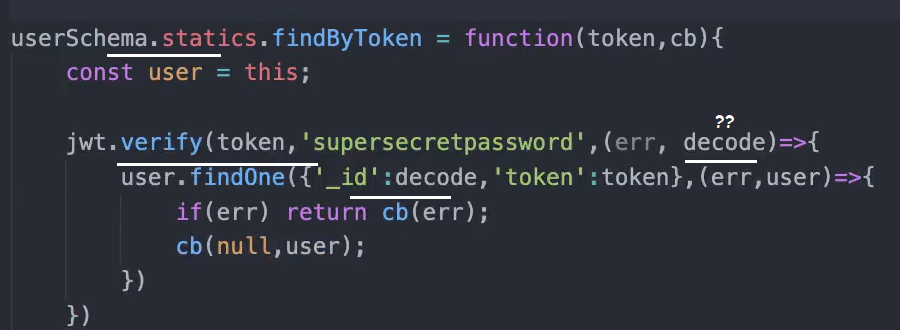 userSchema.statics.findByToken = function(token,cb){
const user = this;
??
jwt.verify(token,'supersecretpassword',(err, decode)=>{
user.findOne({'_id':decode,'token':token},(err,user)=>{
if(err) return cb(err);
cb(null,user);
})
})